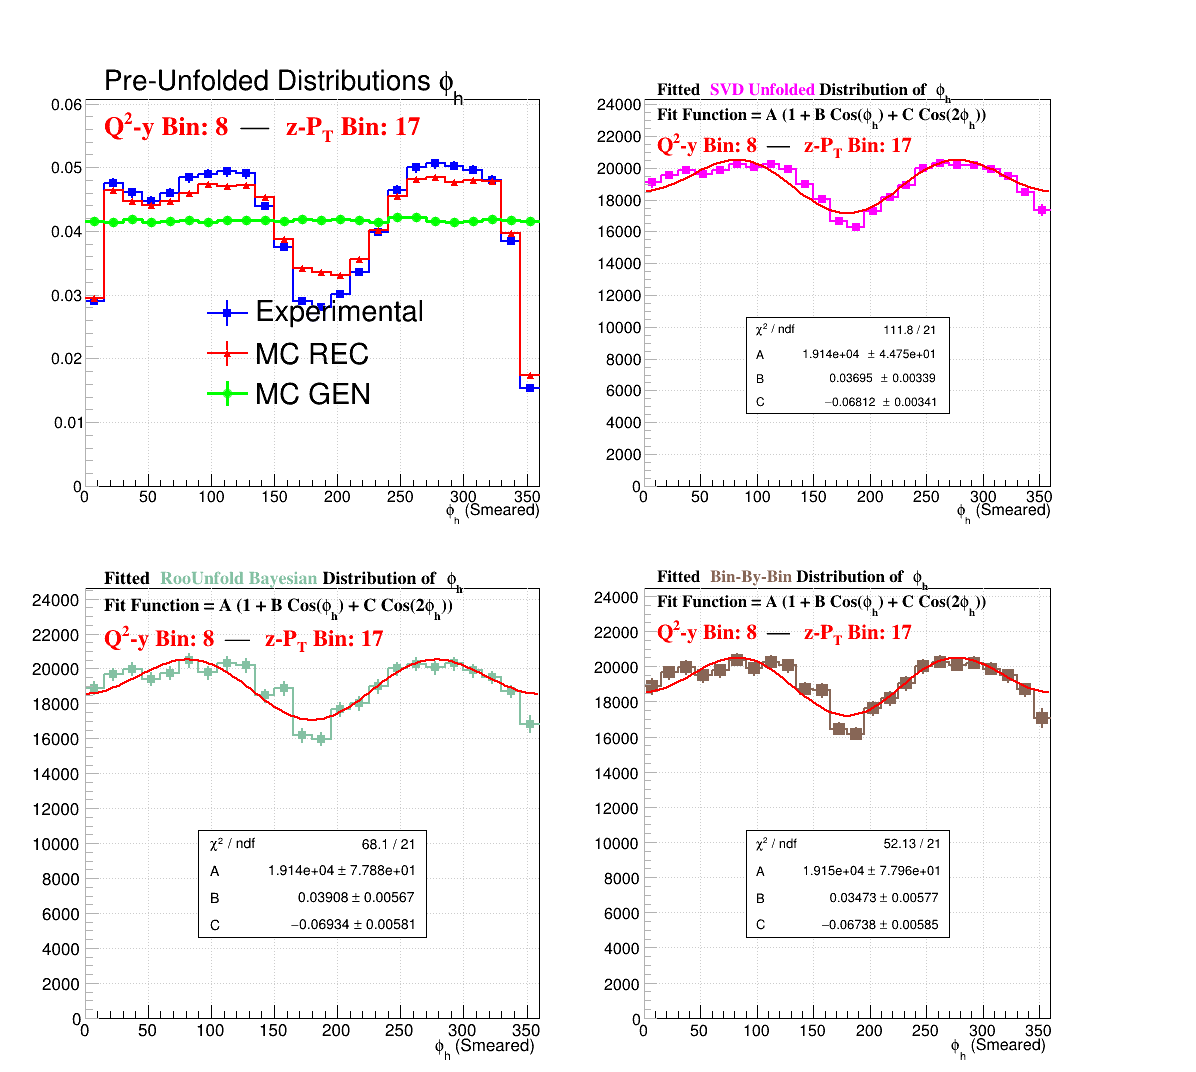 Pre-Unfolded Distributions ϕh
Q²-y Bin: 8 — z-PT Bin: 17
0.06
0.05
0.04
0.03
0.02
0.01
0
Experimental
MC REC
MC GEN
0 50 100 150 200 250 300 350
ϕh (Smeared)
Fitted SVD Unfolded Distribution of ϕh
Fit Function = A (1 + B Cos(ϕh) + C Cos(2ϕh))
Q²-y Bin: 8 — z-PT Bin: 17
24000
22000
20000
18000
16000
14000
12000
10000
8000
6000
4000
2000
0
χ² / ndf 111.8 / 21
A 1.914e+04 ± 4.475e+01
B 0.03695 ± 0.00339
C −0.06812 ± 0.00341
0 50 100 150 200 250 300 350
ϕh (Smeared)
Fitted RooUnfold Bayesian Distribution of ϕh
Fit Function = A (1 + B Cos(ϕh) + C Cos(2ϕh))
Q²-y Bin: 8 — z-PT Bin: 17
24000
22000
20000
18000
16000
14000
12000
10000
8000
6000
4000
2000
0
χ² / ndf 68.1 / 21
A 1.914e+04 ± 7.788e+01
B 0.03908 ± 0.00567
C −0.06934 ± 0.00581
0 50 100 150 200 250 300 350
ϕh (Smeared)
Fitted Bin-By-Bin Distribution of ϕh
Fit Function = A (1 + B Cos(ϕh) + C Cos(2ϕh))
Q²-y Bin: 8 — z-PT Bin: 17
24000
22000
20000
18000
16000
14000
12000
10000
8000
6000
4000
2000
0
χ² / ndf 52.13 / 21
A 1.915e+04 ± 7.796e+01
B 0.03473 ± 0.00577
C −0.06738 ± 0.00585
0 50 100 150 200 250 300 350
ϕh (Smeared)